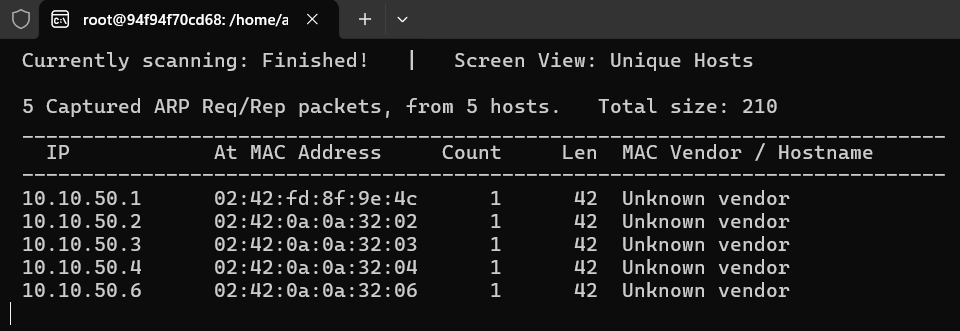 root@94f94f70cd68: /home/a
Currently scanning: Finished!   |   Screen View: Unique Hosts
5 Captured ARP Req/Rep packets, from 5 hosts.   Total size: 210
_____________________________________________________________________________
  IP            At MAC Address     Count     Len  MAC Vendor / Hostname
-----------------------------------------------------------------------------
10.10.50.1      02:42:fd:8f:9e:4c      1      42  Unknown vendor
10.10.50.2      02:42:0a:0a:32:02      1      42  Unknown vendor
10.10.50.3      02:42:0a:0a:32:03      1      42  Unknown vendor
10.10.50.4      02:42:0a:0a:32:04      1      42  Unknown vendor
10.10.50.6      02:42:0a:0a:32:06      1      42  Unknown vendor